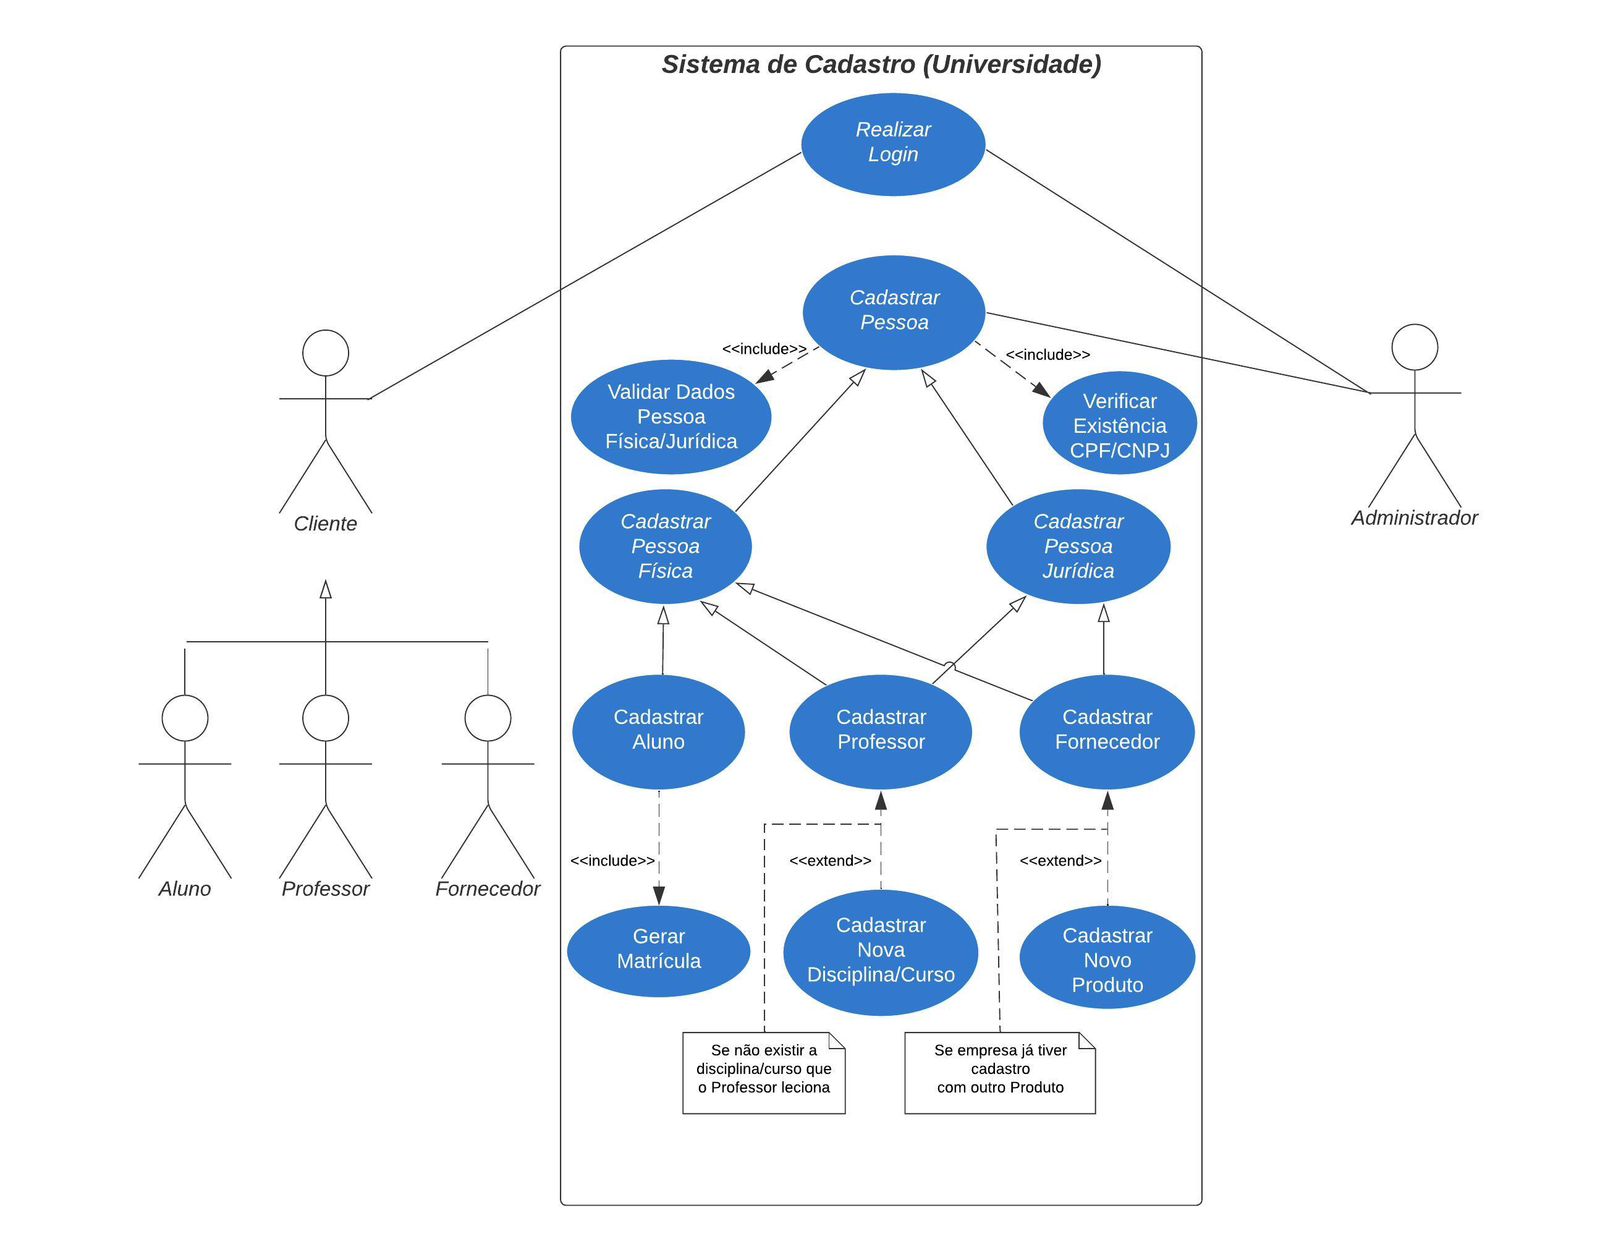 Sistema de Cadastro (Universidade)
Realizar
Login
Cadastrar
Pessoa
<<include>>
<<include>>
Validar Dados
Pessoa
Física/Jurídica
Verificar
Existência
CPF/CNPJ
Cliente
Administrador
Cadastrar
Pessoa
Física
Cadastrar
Pessoa
Jurídica
Cadastrar
Aluno
Cadastrar
Professor
Cadastrar
Fornecedor
Aluno
Professor
Fornecedor
<<include>>
<<extend>>
<<extend>>
Gerar
Matrícula
Cadastrar
Nova
Disciplina/Curso
Cadastrar
Novo
Produto
Se não existir a
disciplina/curso que
o Professor leciona
Se empresa já tiver
cadastro
com outro Produto